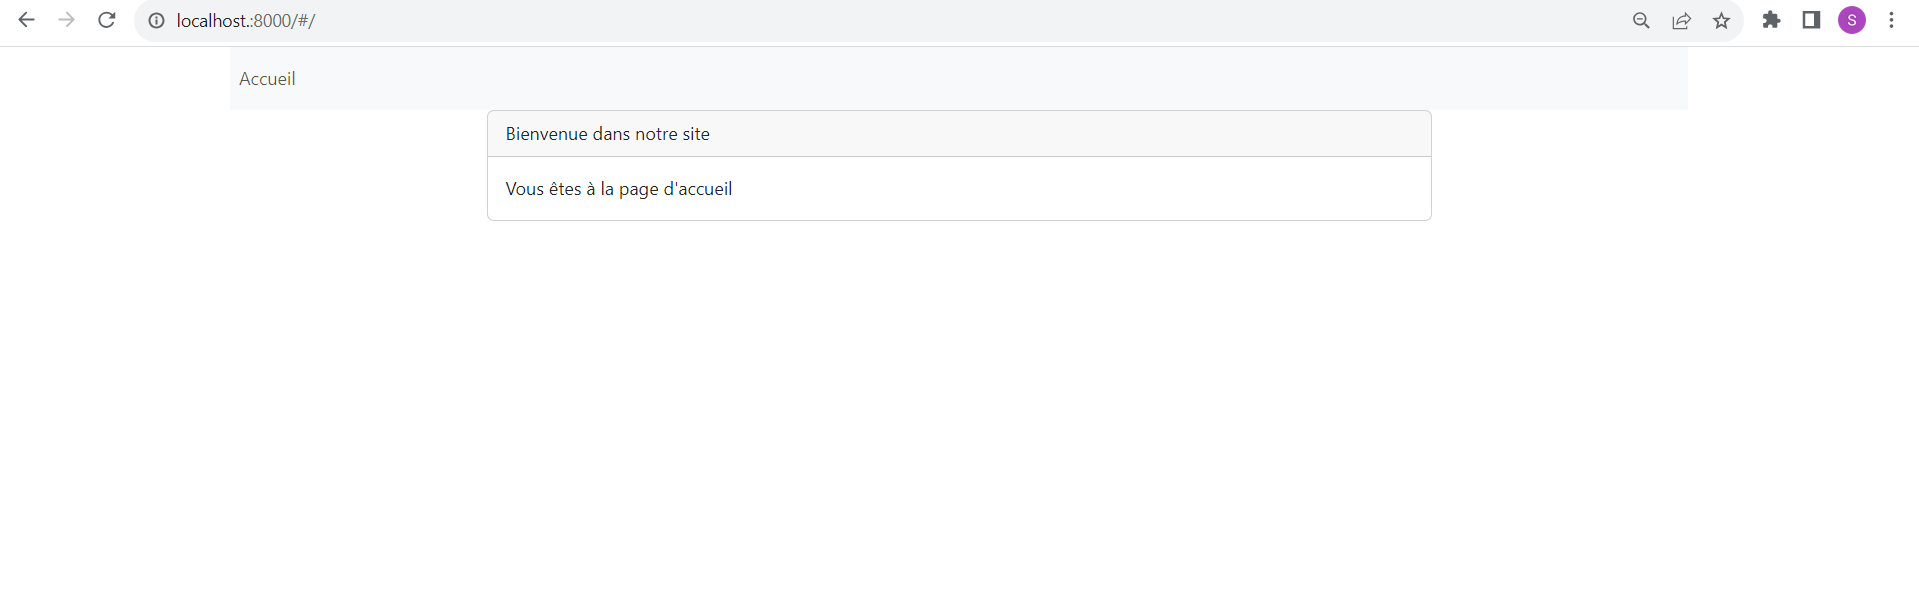 localhost.:8000/#/
S
Accueil
Bienvenue dans notre site
Vous êtes à la page d'accueil